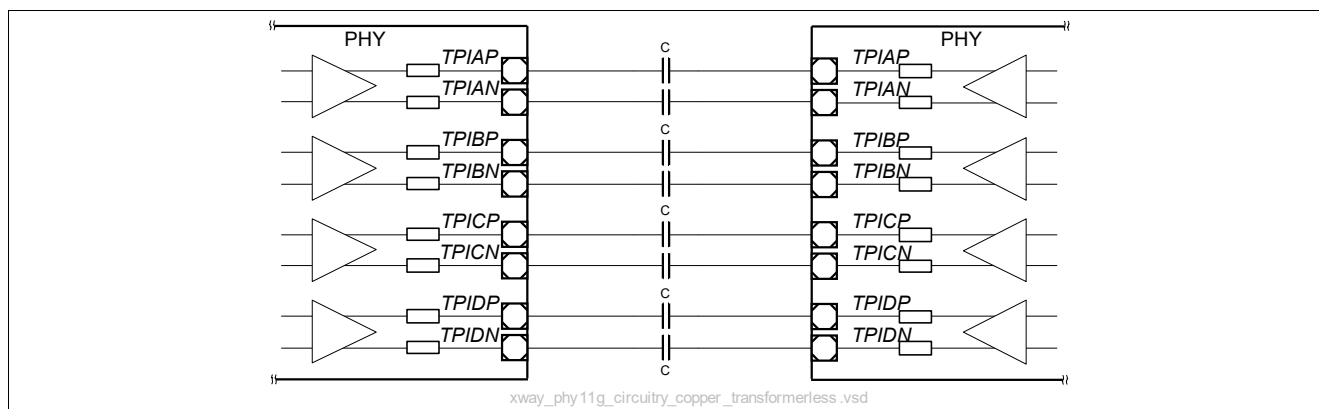 PHY PHY
C
TPIAP TPIAP
TPIAN TPIAN
C
TPIBP TPIBP
TPIBN TPIBN
C
TPICP TPICP
TPICN TPICN
C
TPIDP TPIDP
TPIDN TPIDN
C
xway_phy11g_circuitry_copper_transformerless.vsd